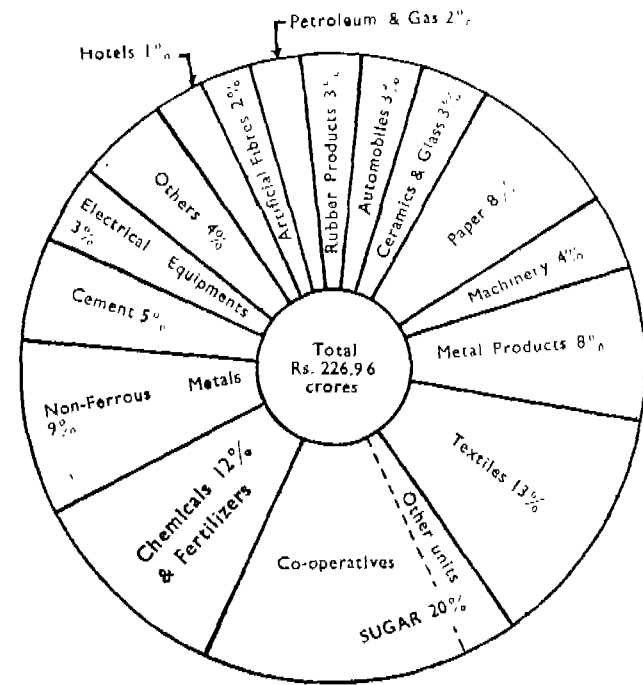 Petroleum & Gas 2%
Hotels 1%
Artificial Fibres 2%
Rubber Products 3%
Automobiles 3%
Ceramics & Glass 3%
Paper 8%
Machinery 4%
Metal Products 8%
Textiles 13%
Other units
SUGAR 20%
Co-operatives
Chemicals 12%
& Fertilizers
Non-Ferrous Metals
9%
Cement 5%
Electrical Equipments
3%
Others 4%
Total
Rs. 226.96
crores